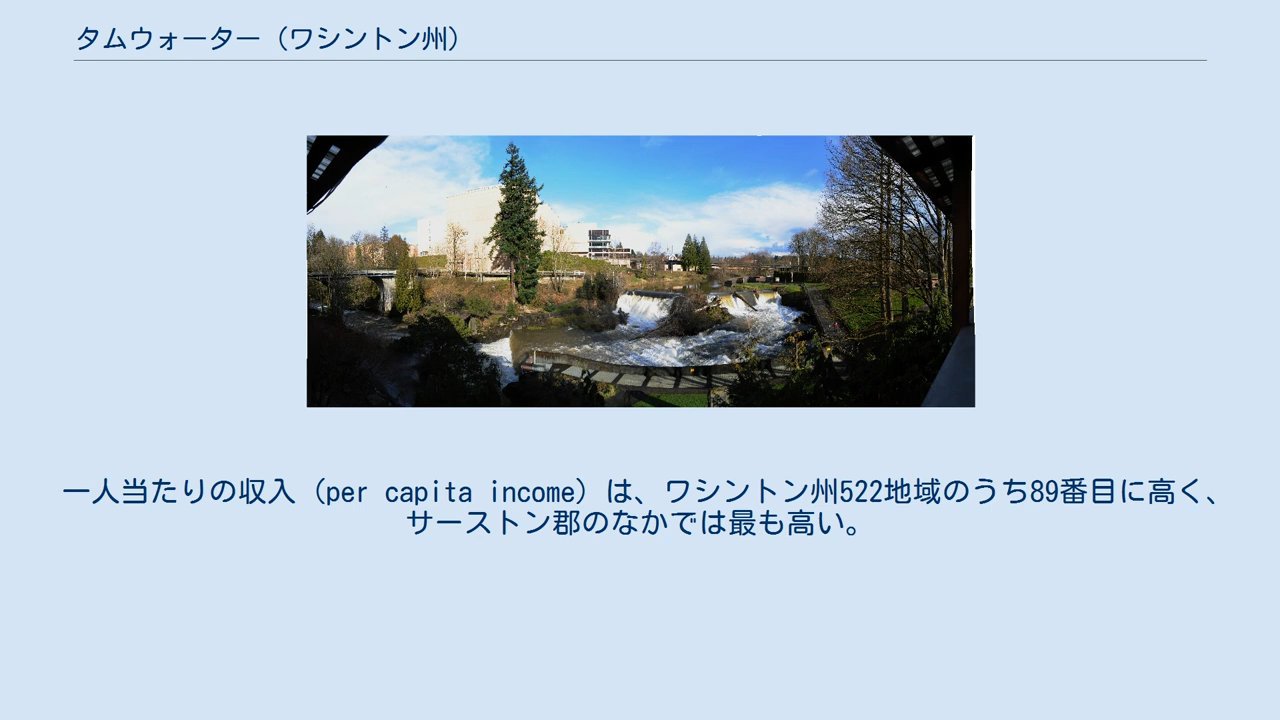 タムウォーター（ワシントン州）
一人当たりの収入（per capita income）は、ワシントン州522地域のうち89番目に高く、
サーストン郡のなかでは最も高い。